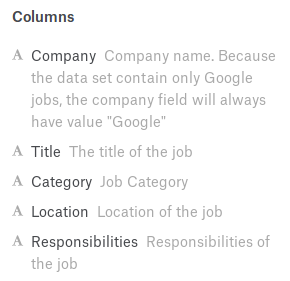 Columns
A Company Company name. Because
the data set contain only Google
jobs, the company field will always
have value "Google"
A Title The title of the job
A Category Job Category
A Location Location of the job
A Responsibilities Responsibilities of
the job